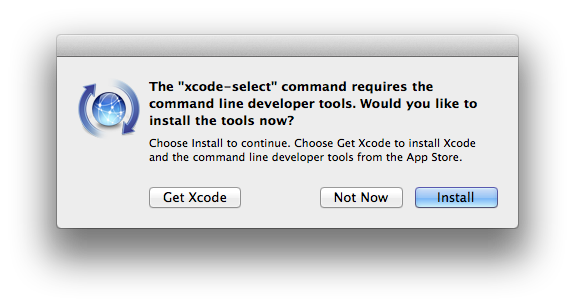 The "xcode-select" command requires the
command line developer tools. Would you like to
install the tools now?
Choose Install to continue. Choose Get Xcode to install Xcode
and the command line developer tools from the App Store.
Get Xcode
Not Now
Install